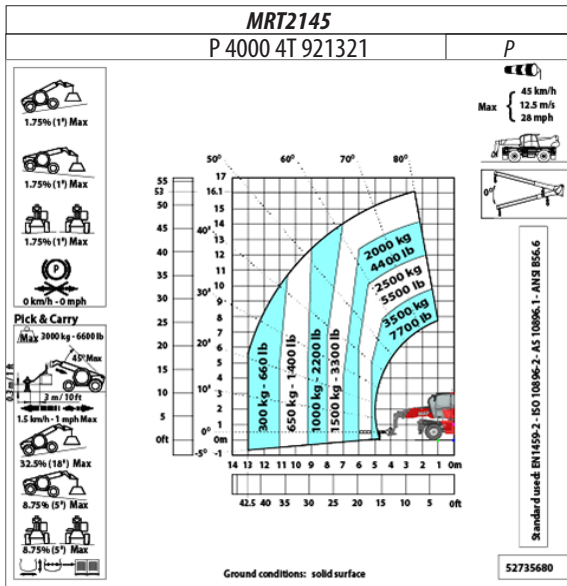 MRT2145
P 4000 4T 921321
P
1.75% (1°) Max
1.75% (1°) Max
1.75% (1°) Max
P
0 km/h - 0 mph
Pick & Carry
Max 3000 kg - 6600 lb
45° Max
0.3 m / 1 ft
3 m / 10 ft
1.5 km/h - 1 mph Max
32.5% (18°) Max
8.75% (5°) Max
8.75% (5°) Max
Max
45 km/h
12.5 m/s
28 mph
0°
50° 60° 70° 80°
55 17
53 16.1
50 15
45 14
40 13
40°
12
35 11
30 10
9
30°
8
25 7
20 6
20°
5
15 4
10 3
10°
2
5 1
0ft 0° 0m
-5° -1
2000 kg
4400 lb
2500 kg
5500 lb
3500 kg
7700 lb
300 kg - 660 lb
650 kg - 1400 lb
1000 kg - 2200 lb
1500 kg - 3300 lb
14 13 12 11 10 9 8 7 6 5 4 3 2 1 0m
42.5 40 35 30 25 20 15 10 5 0ft
Standard used: EN1459-2 - ISO 10896-2 - AS 10896.1 - ANSI B56.6
Ground conditions: solid surface
52735680